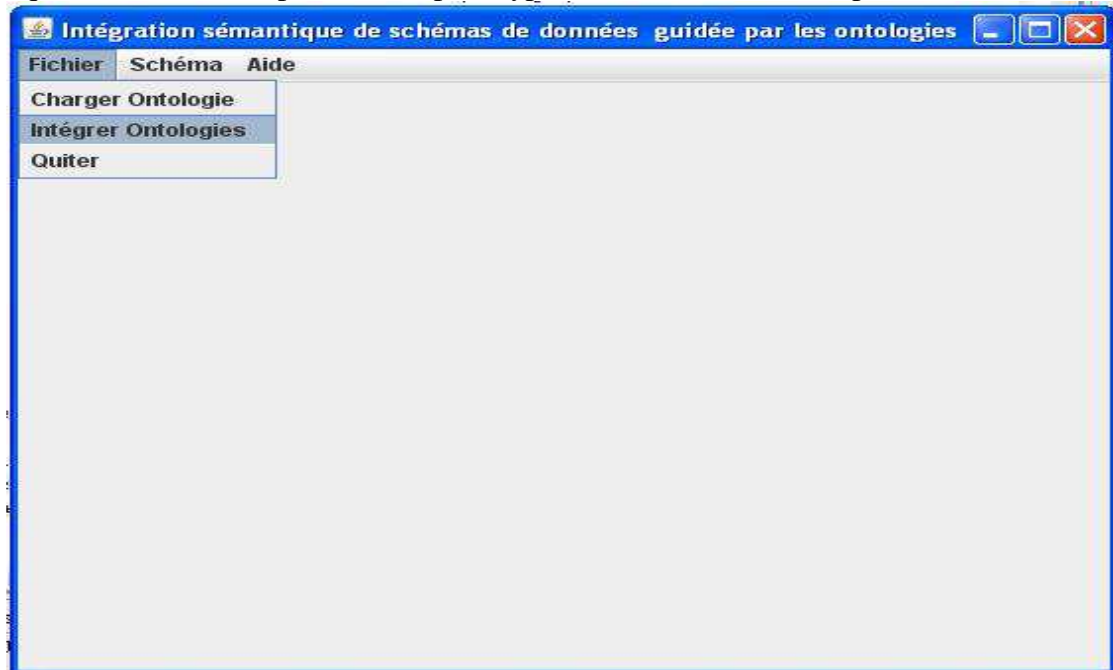 Intégration sémantique de schémas de données guidée par les ontologies
Fichier Schéma Aide
Charger Ontologie
Intégrer Ontologies
Quiter